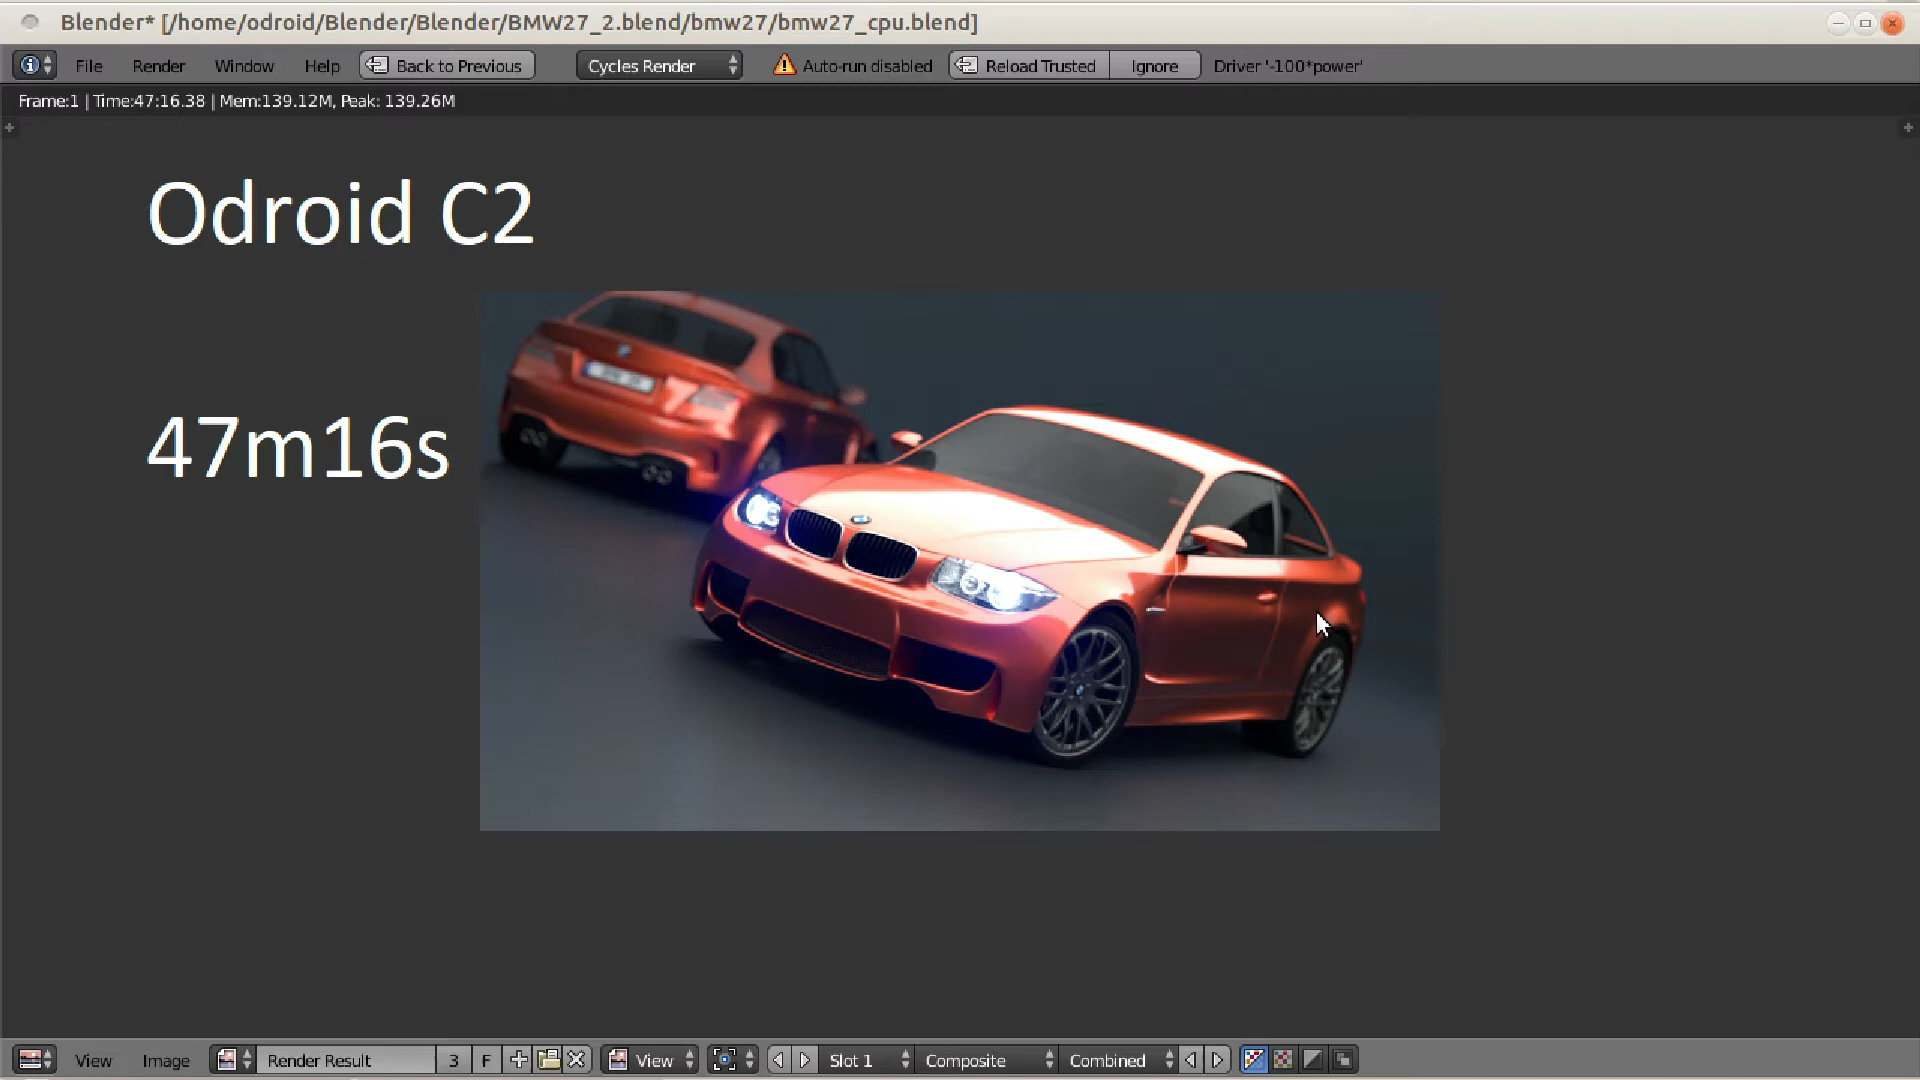 Blender* [/home/odroid/Blender/Blender/BMW27_2.blend/bmw27/bmw27_cpu.blend]
File Render Window Help Back to Previous Cycles Render Auto-run disabled Reload Trusted Ignore Driver '-100*power'
Frame:1 | Time:47:16.38 | Mem:139.12M, Peak: 139.26M
Odroid C2
47m16s
View Image Render Result 3 F View Slot 1 Composite Combined